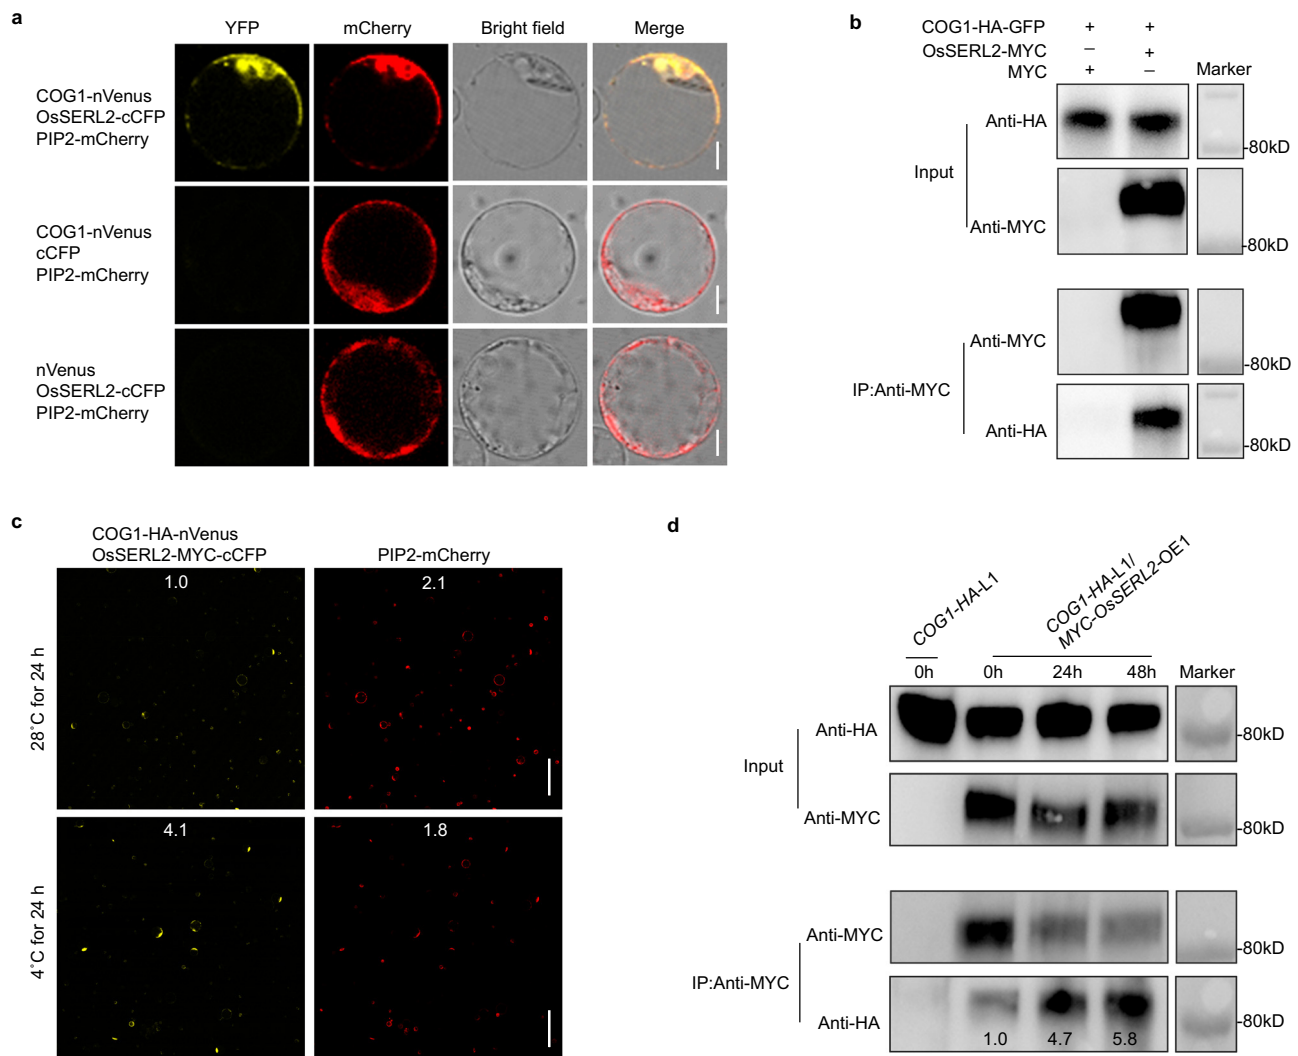 a
YFP
mCherry
Bright field
Merge
COG1-nVenus
OsSERL2-cCFP
PIP2-mCherry
COG1-nVenus
cCFP
PIP2-mCherry
nVenus
OsSERL2-cCFP
PIP2-mCherry
b
COG1-HA-GFP + +
OsSERL2-MYC – +
MYC + –
Marker
Anti-HA
-80kD
Input
Anti-MYC
-80kD
Anti-MYC
-80kD
IP:Anti-MYC
Anti-HA
-80kD
c
COG1-HA-nVenus
OsSERL2-MYC-cCFP
PIP2-mCherry
28°C for 24 h
1.0
2.1
4°C for 24 h
4.1
1.8
d
COG1-HA-L1
COG1-HA-L1/
MYC-OsSERL2-OE1
0h 0h 24h 48h Marker
Anti-HA
-80kD
Input
Anti-MYC
-80kD
Anti-MYC
-80kD
IP:Anti-MYC
Anti-HA
1.0 4.7 5.8
-80kD